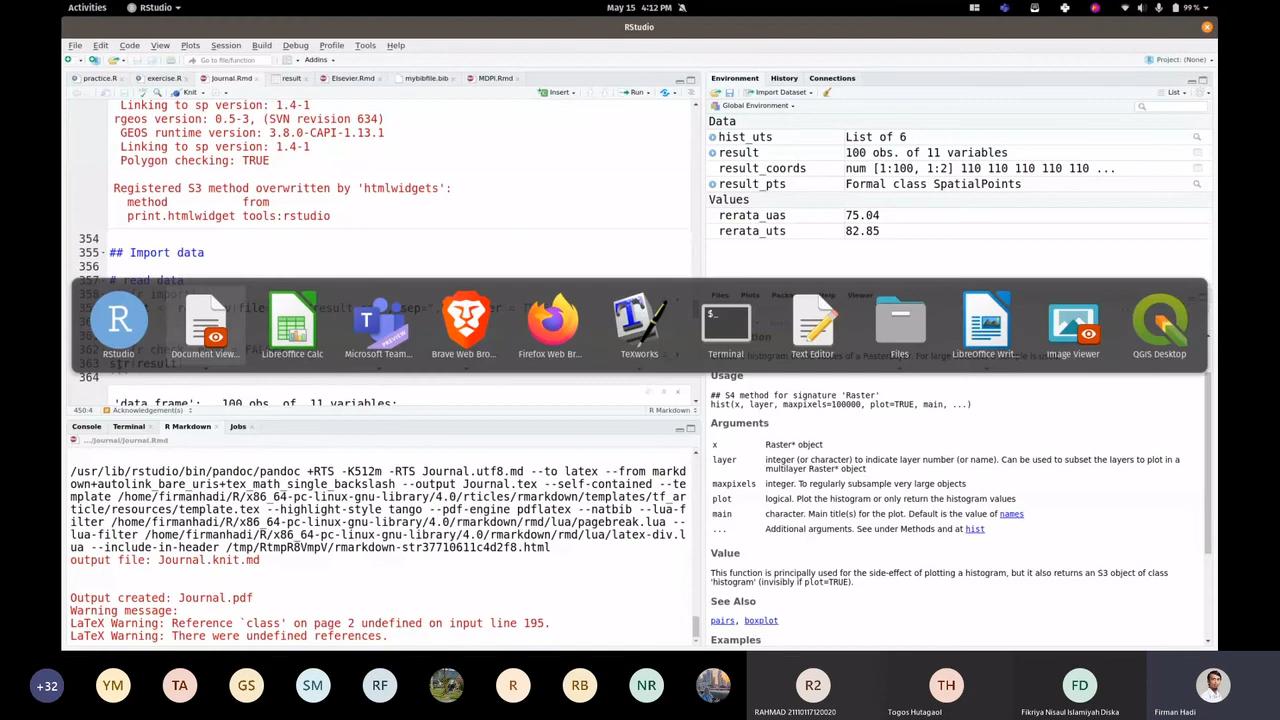 Activities
RStudio
May 15 4:12 PM
99 %
RStudio
File Edit Code View Plots Session Build Debug Profile Tools Help
Go to file/function
Addins
Project: (None)
practice.R
exercise.R
Journal.Rmd
result
Elsevier.Rmd
mybibfile.bib
MDPI.Rmd
Knit
Insert
Run
Linking to sp version: 1.4-1
rgeos version: 0.5-3, (SVN revision 634)
GEOS runtime version: 3.8.0-CAPI-1.13.1
Linking to sp version: 1.4-1
Polygon checking: TRUE
Registered S3 method overwritten by 'htmlwidgets':
method from
print.htmlwidget tools:rstudio
354
355 ## Import data
356
357 # read data
364
'data.frame': 100 obs. of 11 variables:
450:4
Acknowledgement(s)
R Markdown
Environment History Connections
Import Dataset
List
Global Environment
Data
hist_uts List of 6
result 100 obs. of 11 variables
result_coords num [1:100, 1:2] 110 110 110 110 110 ...
result_pts Formal class SpatialPoints
Values
rerata_uas 75.04
rerata_uts 82.85
RStudio
Document View...
LibreOffice Calc
Microsoft Team...
Brave Web Bro...
Firefox Web Br...
TeXworks
Terminal
Text Editor
Files
LibreOffice Writ...
Image Viewer
QGIS Desktop
Console Terminal R Markdown Jobs
.../Journal/Journal.Rmd
/usr/lib/rstudio/bin/pandoc/pandoc +RTS -K512m -RTS Journal.utf8.md --to latex --from markd
own+autolink_bare_uris+tex_math_single_backslash --output Journal.tex --self-contained --te
mplate /home/firmanhadi/R/x86_64-pc-linux-gnu-library/4.0/rticles/rmarkdown/templates/tf_ar
ticle/resources/template.tex --highlight-style tango --pdf-engine pdflatex --natbib --lua-f
ilter /home/firmanhadi/R/x86_64-pc-linux-gnu-library/4.0/rmarkdown/rmd/lua/pagebreak.lua --
lua-filter /home/firmanhadi/R/x86_64-pc-linux-gnu-library/4.0/rmarkdown/rmd/lua/latex-div.l
ua --include-in-header /tmp/RtmpR8VmpV/rmarkdown-str37710611c4d2f8.html
output file: Journal.knit.md
Output created: Journal.pdf
Warning message:
LaTeX Warning: Reference `class' on page 2 undefined on input line 195.
LaTeX Warning: There were undefined references.
Usage
## S4 method for signature 'Raster'
hist(x, layer, maxpixels=100000, plot=TRUE, main, ...)
Arguments
x Raster* object
layer integer (or character) to indicate layer number (or name). Can be used to subset the layers to plot in a
multilayer Raster* object
maxpixels integer. To regularly subsample very large objects
plot logical. Plot the histogram or only return the histogram values
main character. Main title(s) for the plot. Default is the value of names
... Additional arguments. See under Methods and at hist
Value
This function is principally used for the side-effect of plotting a histogram, but it also returns an S3 object of class
'histogram' (invisibly if plot=TRUE).
See Also
pairs, boxplot
Examples
+32
YM
TA
GS
SM
RF
R
RB
NR
R2
TH
FD
RAHMAD 21110117120020
Togos Hutagaol
Fikriya Nisaul Islamiyah Diska
Firman Hadi